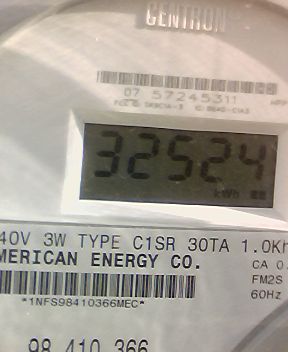 CENTRON
07 57245311
32524
kWh
40V 3W TYPE C1SR 30TA 1.0Kh
MERICAN ENERGY CO.
CA 0.
FM2S
*1NFS98410366MEC*
60Hz
98 410 366